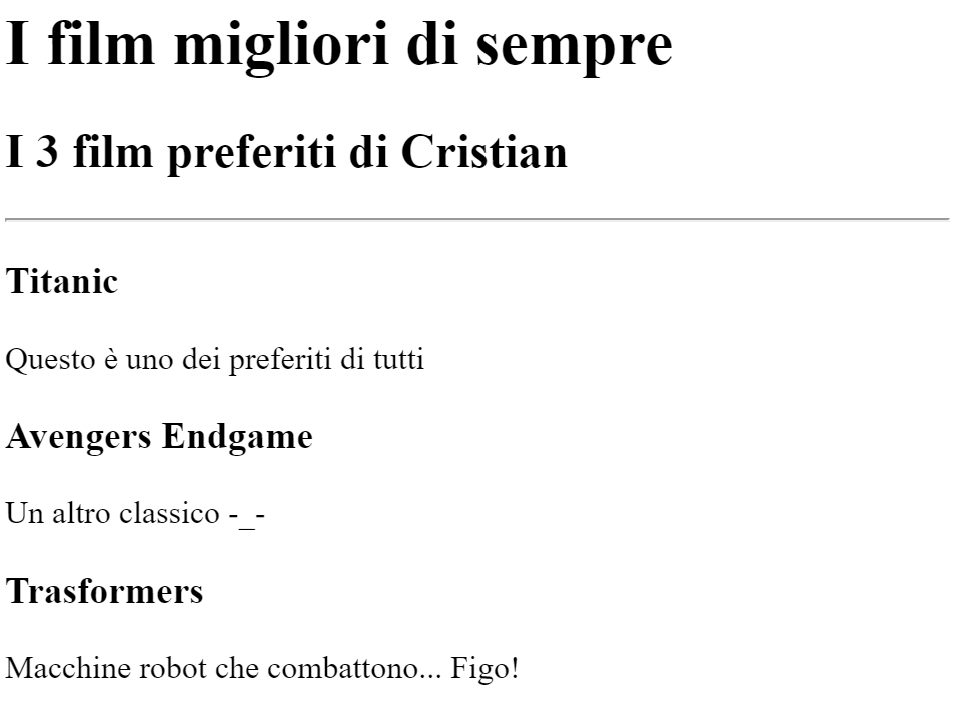 I film migliori di sempre
I 3 film preferiti di Cristian
Titanic
Questo è uno dei preferiti di tutti
Avengers Endgame
Un altro classico -_-
Trasformers
Macchine robot che combattono... Figo!